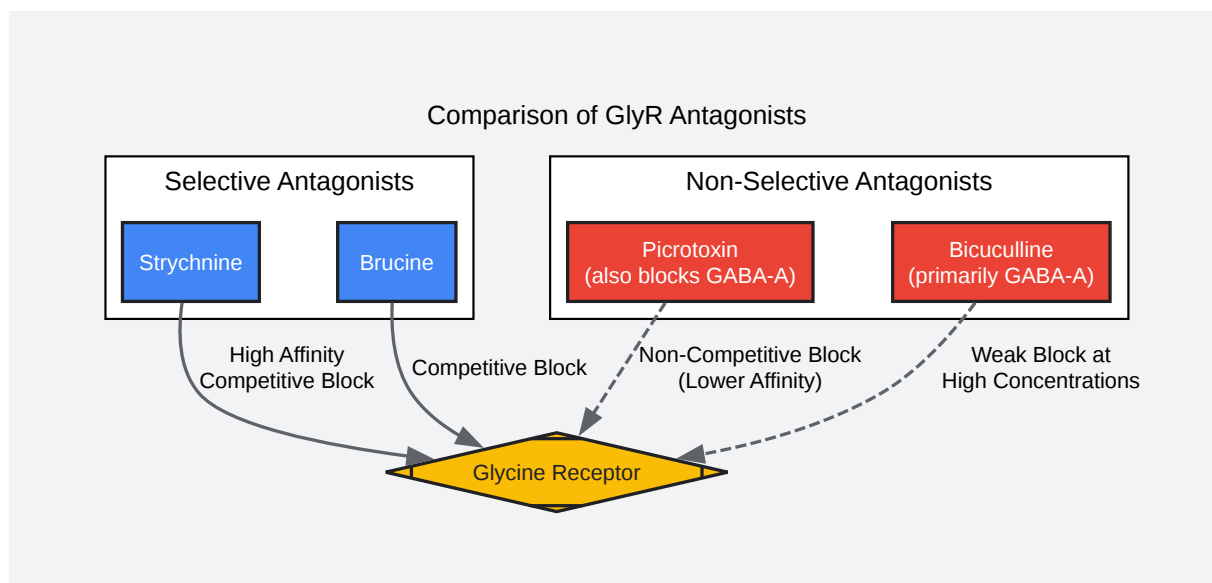 Comparison of GlyR Antagonists
Selective Antagonists
Strychnine
Brucine
Non-Selective Antagonists
Picrotoxin
(also blocks GABA-A)
Bicuculline
(primarily GABA-A)
High Affinity
Competitive Block
Competitive Block
Non-Competitive Block
(Lower Affinity)
Weak Block at
High Concentrations
Glycine Receptor